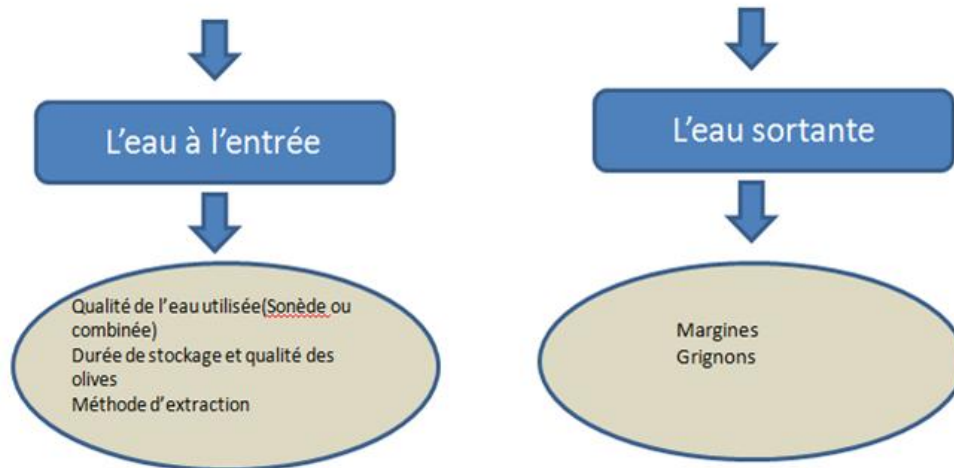 L'eau à l'entrée
Qualité de l'eau utilisée(Sonède ou
combinée)
Durée de stockage et qualité des
olives
Méthode d'extraction
L'eau sortante
Margines
Grignons